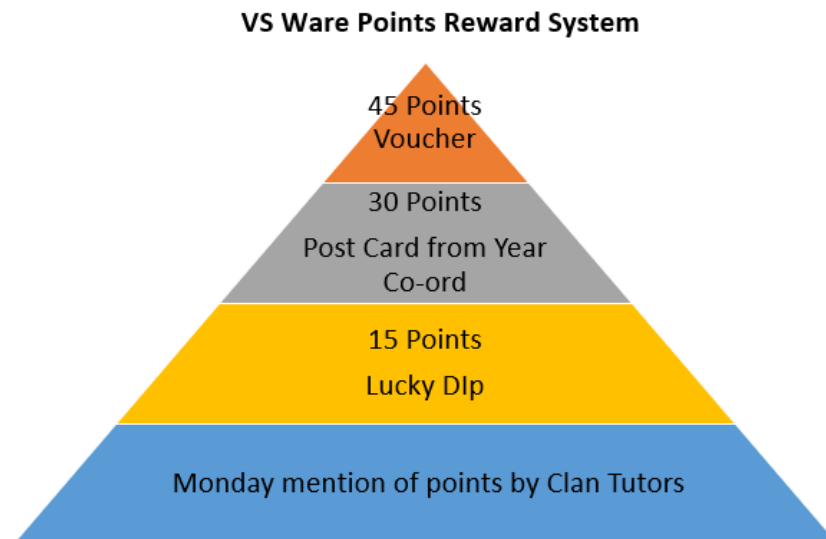 VS Ware Points Reward System
45 Points
Voucher
30 Points
Post Card from Year
Co-ord
15 Points
Lucky DIp
Monday mention of points by Clan Tutors